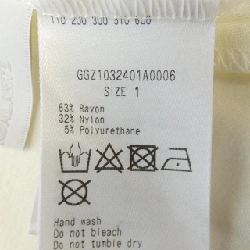 GGZ1032401A0006
SIZE 1
63% Rayon
32% Nylon
5% Polyurethane
Hand wash
Do not bleach
Do not tumble dry